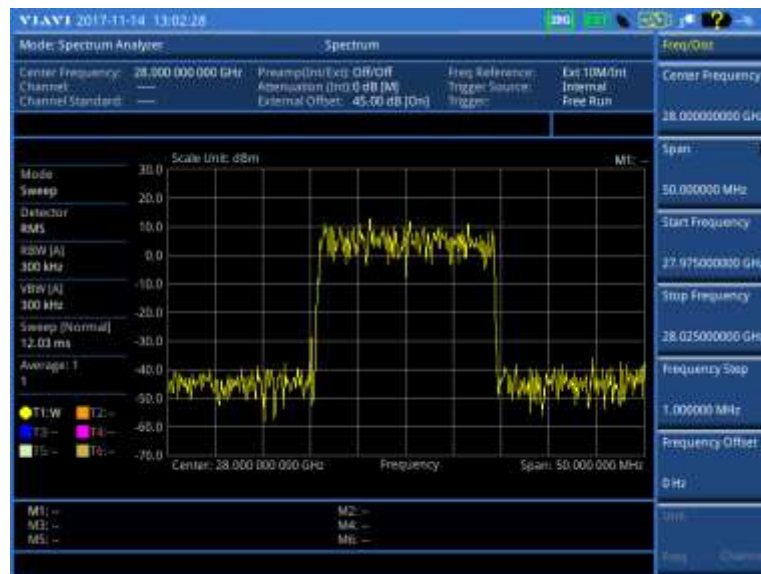 VIAVI 2017-11-14 13:02:28
Mode: Spectrum Analyzer
Spectrum
Freq/Dist
Center Frequency: 28.000 000 000 GHz
Channel: ---
Channel Standard: ---
Preamp(Int/Ext): Off/Off
Attenuation (Int): 0 dB [M]
External Offset: 45.00 dB [On]
Freq Reference: Ext 10M/Int
Trigger Source: Internal
Trigger: Free Run
Center Frequency
28.000000000 GHz
Span
50.000000 MHz
Start Frequency
27.975000000 GHz
Stop Frequency
28.025000000 GHz
Frequency Step
1.000000 MHz
Frequency Offset
0 Hz
Unit
Freq Channel
Scale Unit: dBm
M1: --
Mode
Sweep
Detector
RMS
RBW [A]
300 kHz
VBW [A]
300 kHz
Sweep [Normal]
12.03 ms
Average: 1
1
T1: W T2: --
T3: -- T4: --
T5: -- T6: --
30.0
20.0
10.0
0.0
-10.0
-20.0
-30.0
-40.0
-50.0
-60.0
-70.0
Center: 28.000 000 000 GHz
Frequency
Span: 50.000 000 MHz
M1: -- M2: --
M3: -- M4: --
M5: -- M6: --